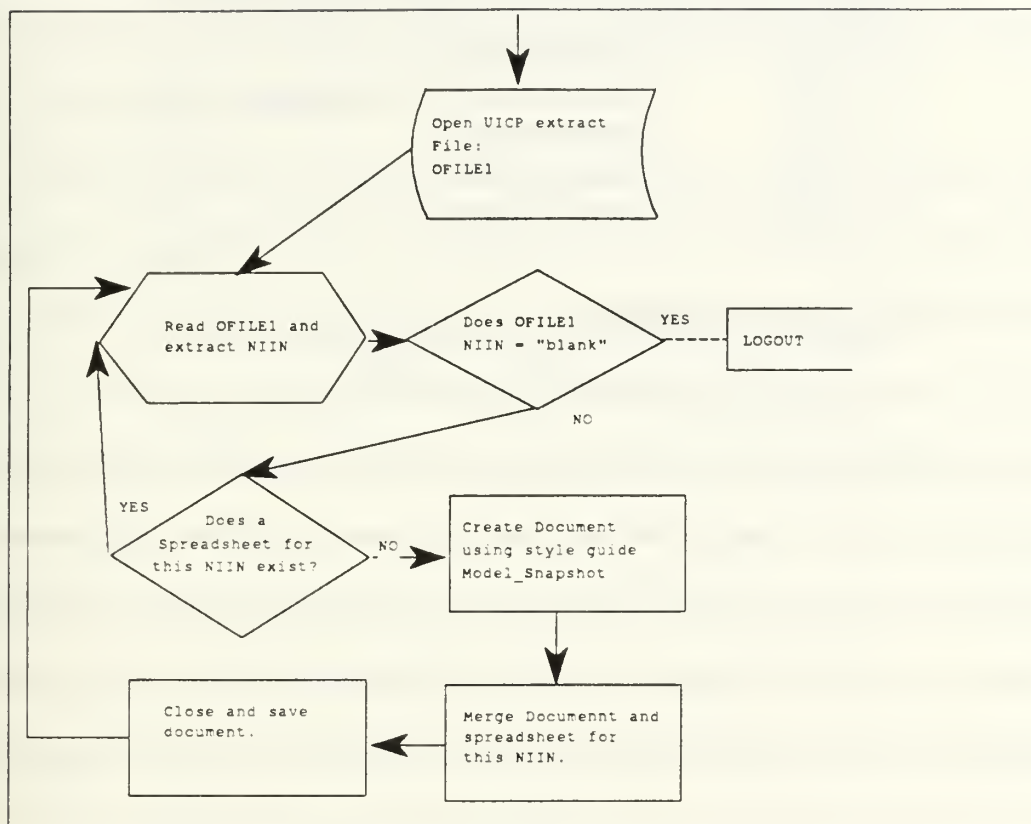 Open UICP extract
File:
OFILE1
Read OFILE1 and
extract NIIN
Does OFILE1
NIIN = "blank"
YES
LOGOUT
NO
YES
Does a
Spreadsheet for
this NIIN exist?
NO
Create Document
using style guide
Model_Snapshot
Merge Documennt and
spreadsheet for
this NIIN.
Close and save
document.